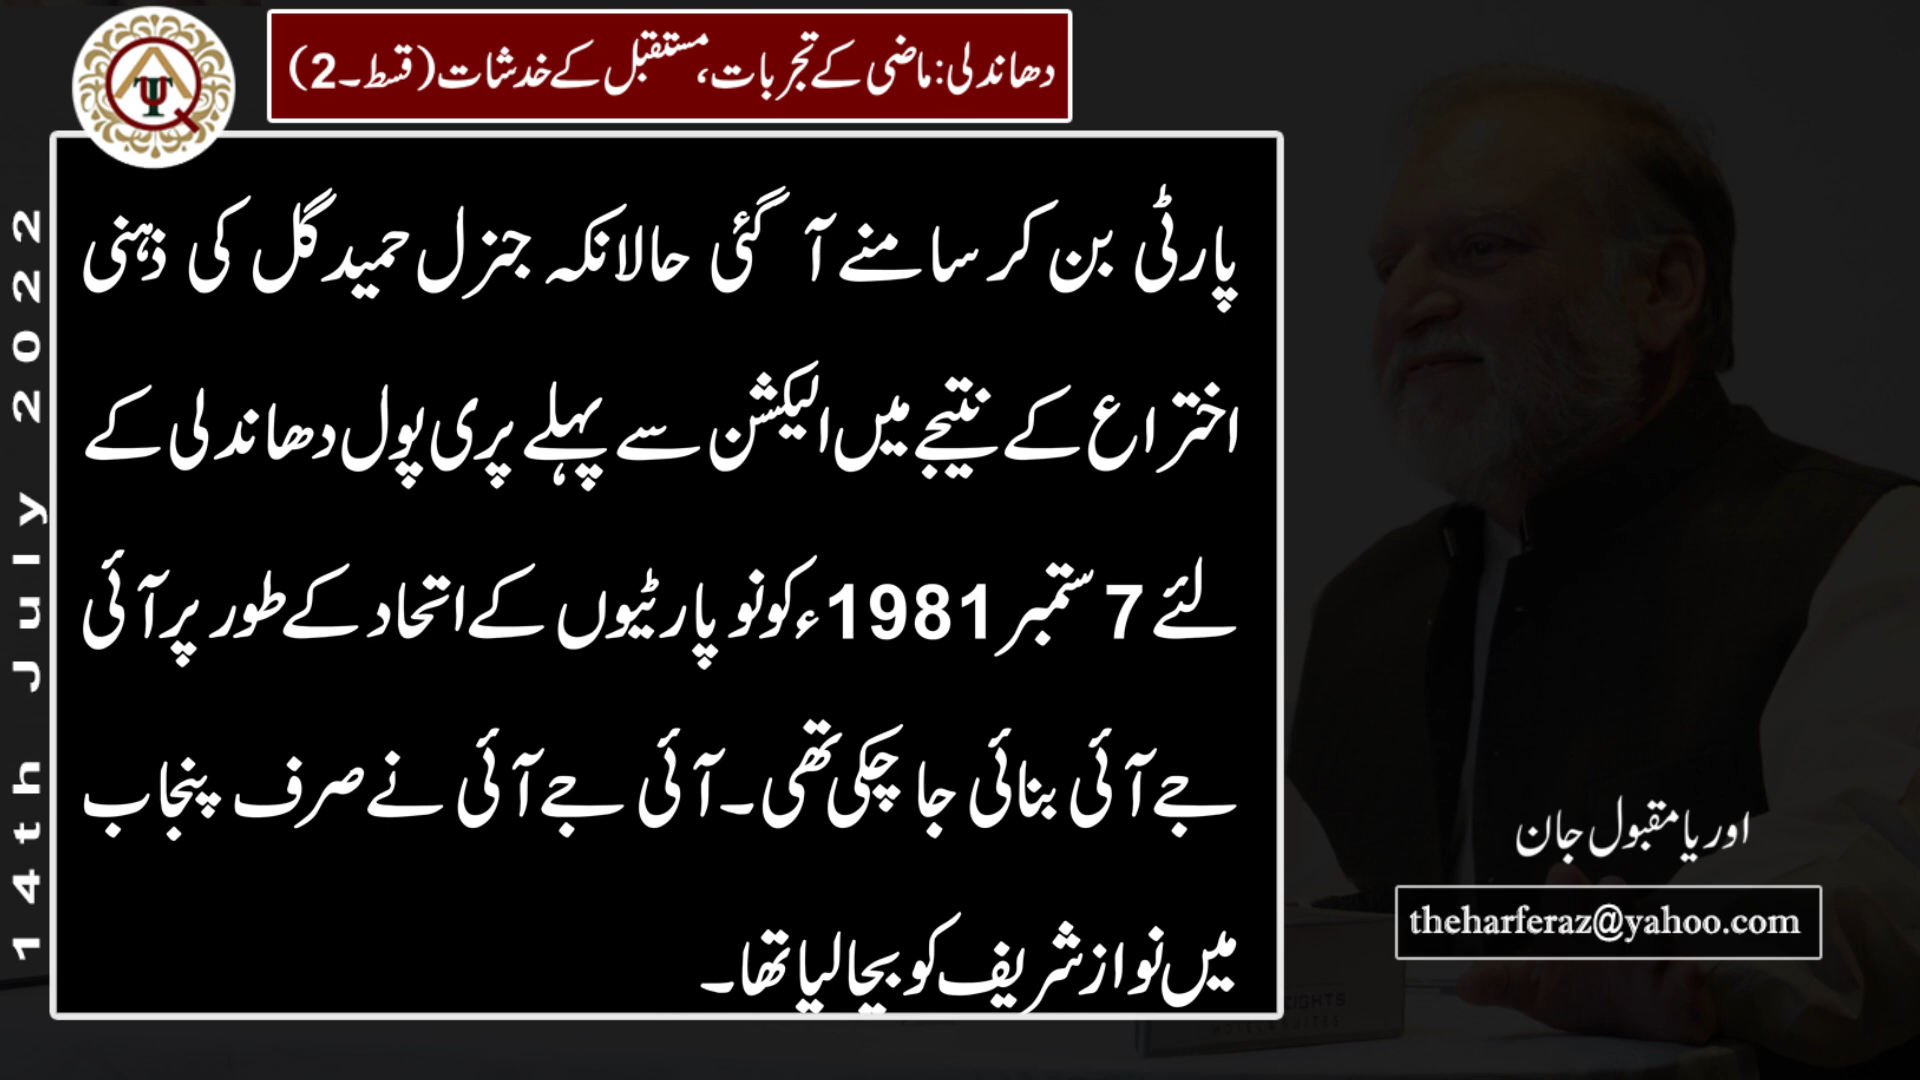 دھاندلی: ماضی کے تجربات، مستقبل کے خدشات (قسط۔2)
پارٹی بن کر سامنے آ گئی حالانکہ جنرل حمید گل کی ذہنی
اختراع کے نتیجے میں الیکشن سے پہلے پری پول دھاندلی کے
لئے 7 ستمبر 1981ء کو نو پارٹیوں کے اتحاد کے طور پر آئی
جے آئی بنائی جا چکی تھی۔ آئی جے آئی نے صرف پنجاب
میں نواز شریف کو بچا لیا تھا۔
14th July 2022
اوریا مقبول جان
theharferaz@yahoo.com